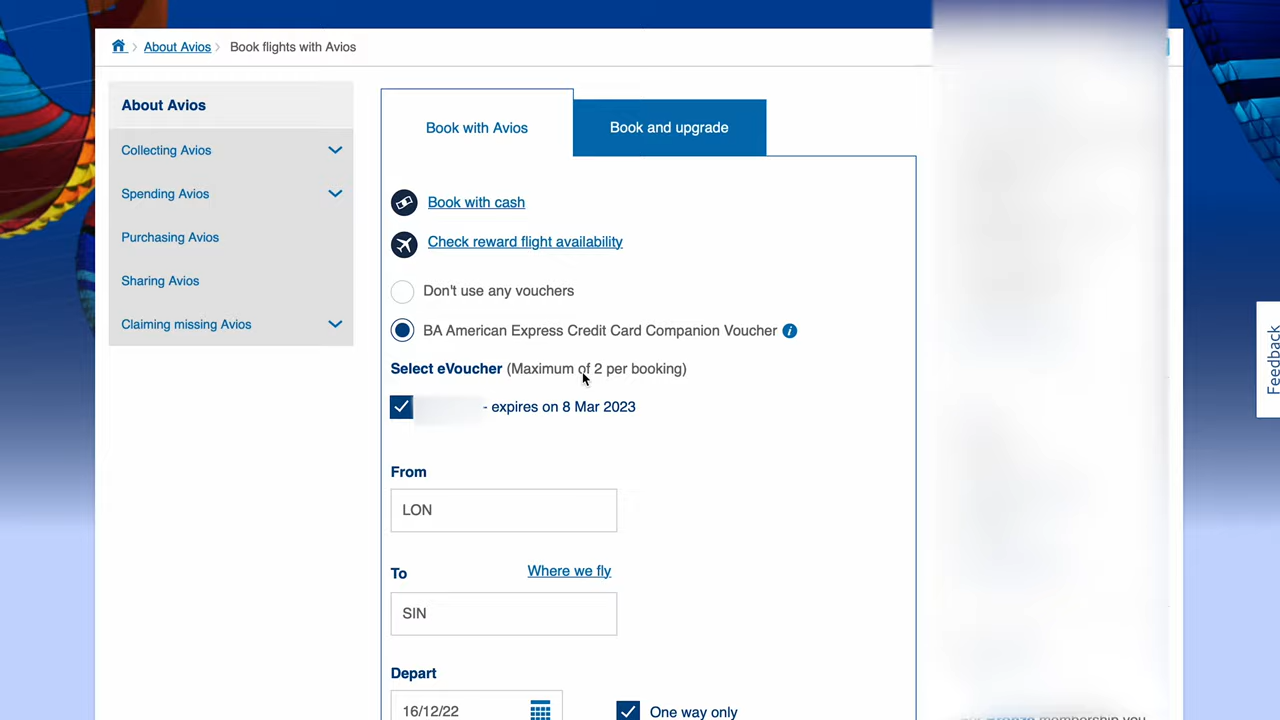 About Avios
Book flights with Avios
About Avios
Collecting Avios
Spending Avios
Purchasing Avios
Sharing Avios
Claiming missing Avios
Book with Avios
Book and upgrade
Book with cash
Check reward flight availability
Don't use any vouchers
BA American Express Credit Card Companion Voucher i
Select eVoucher (Maximum of 2 per booking)
- expires on 8 Mar 2023
From
LON
To
Where we fly
SIN
Depart
16/12/22
One way only
Feedback
membership you